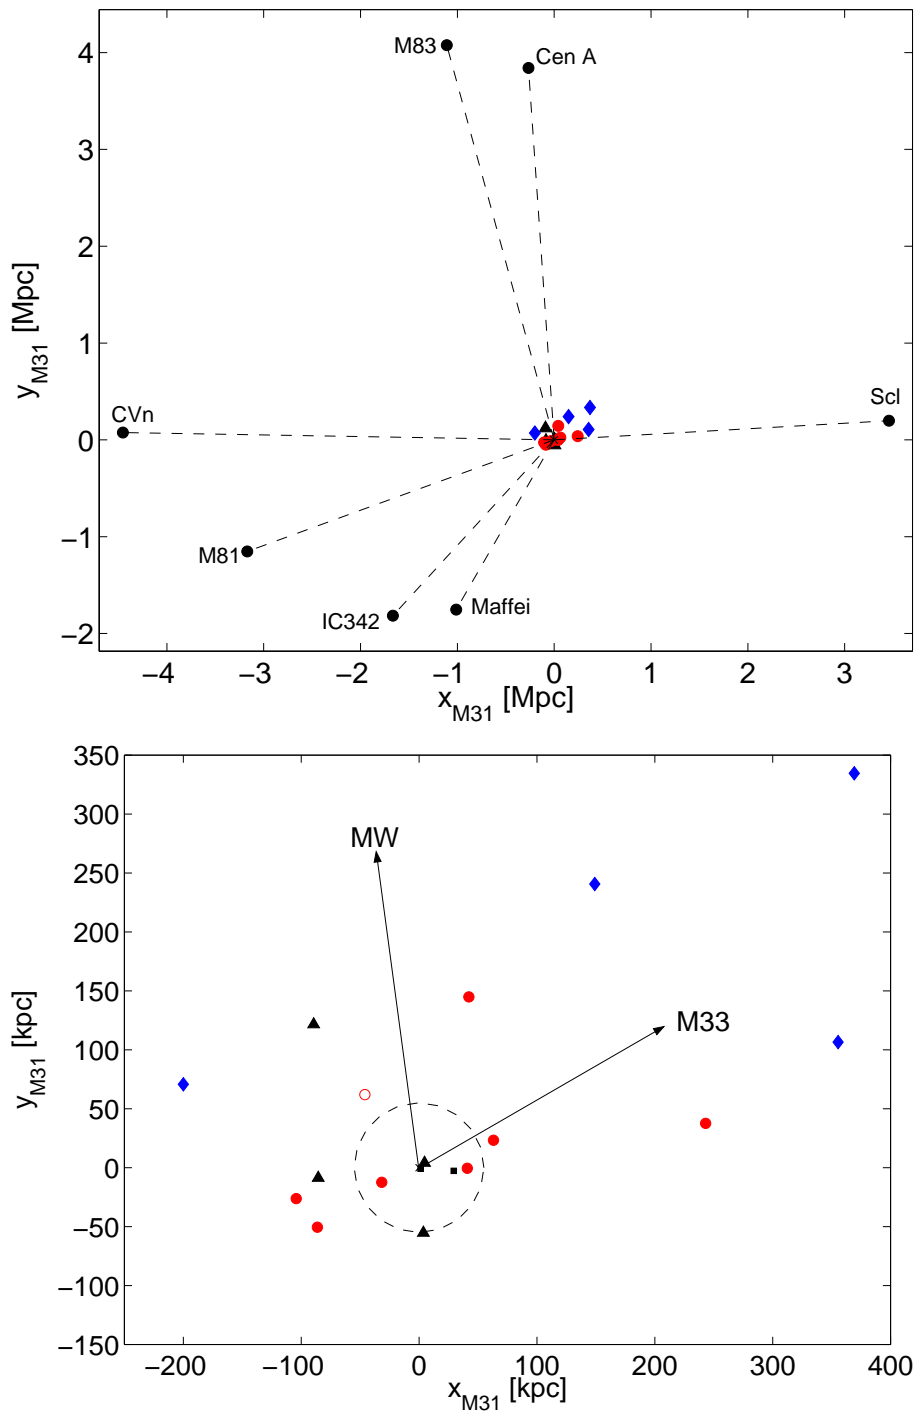 M83
Cen A
CVn
Scl
M81
IC342
Maffei
4
3
2
1
0
−1
−2
y_M31 [Mpc]
−4 −3 −2 −1 0 1 2 3
x_M31 [Mpc]
350
300
250
200
150
100
50
0
−50
−100
−150
y_M31 [kpc]
MW
M33
−200 −100 0 100 200 300 400
x_M31 [kpc]